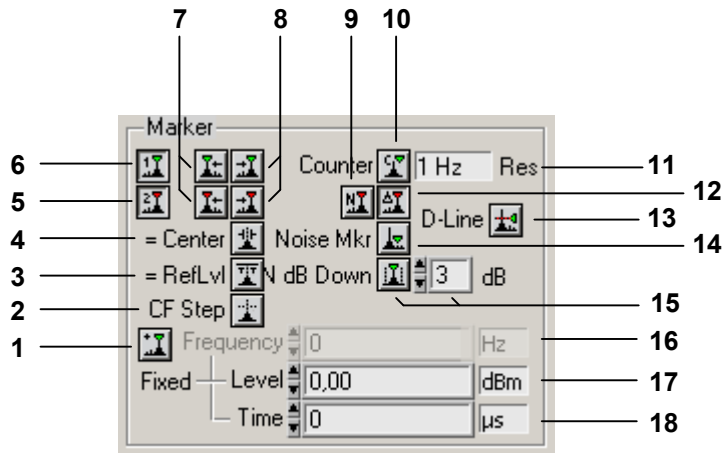 7 8 10
9
Marker
6 1 Counter C 1 Hz Res 11
5 2 N Δ 12
D-Line 13
4 = Center Noise Mkr 14
3 = RefLvl N dB Down 3 dB 15
2 CF Step
1 Frequency 0 Hz 16
Fixed Level 0,00 dBm 17
Time 0 µs 18